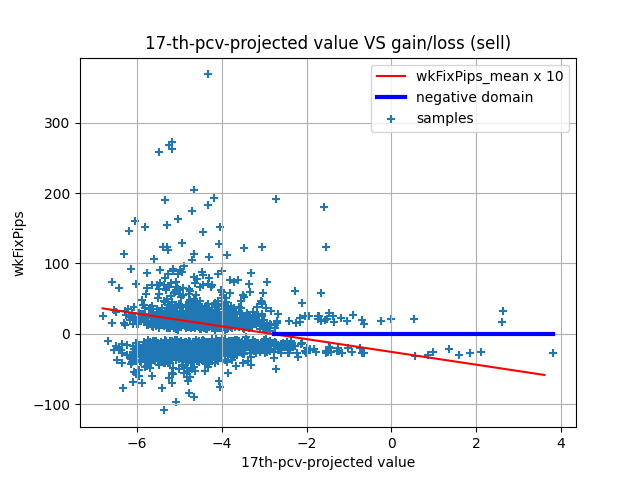 17-th-pcv-projected value VS gain/loss (sell)
wkFixPips_mean x 10
negative domain
samples
wkFixPips
300
200
100
0
−100
−6
−4
−2
0
2
4
17th-pcv-projected value